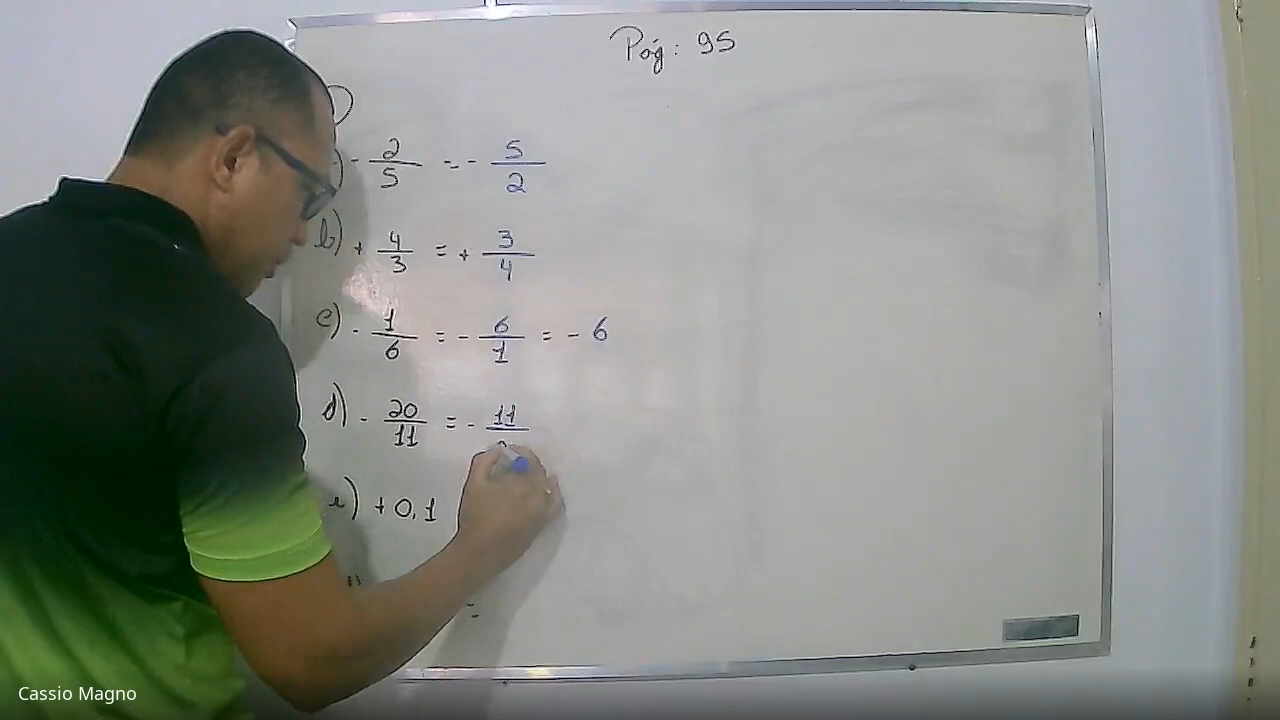 Pág: 95
) - 2/5 = - 5/2
b) + 4/3 = + 3/4
c) - 1/6 = - 6/1 = - 6
d) - 20/11 = - 11/
e) + 0,1
=
Cassio Magno